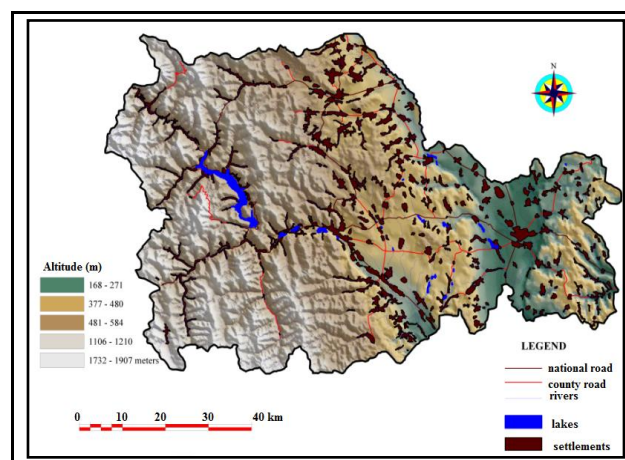 N
Altitude (m)
168 - 271
377 - 480
481 - 584
1106 - 1210
1732 - 1907 meters
0 10 20 30 40 km
LEGEND
national road
county road
rivers
lakes
settlements